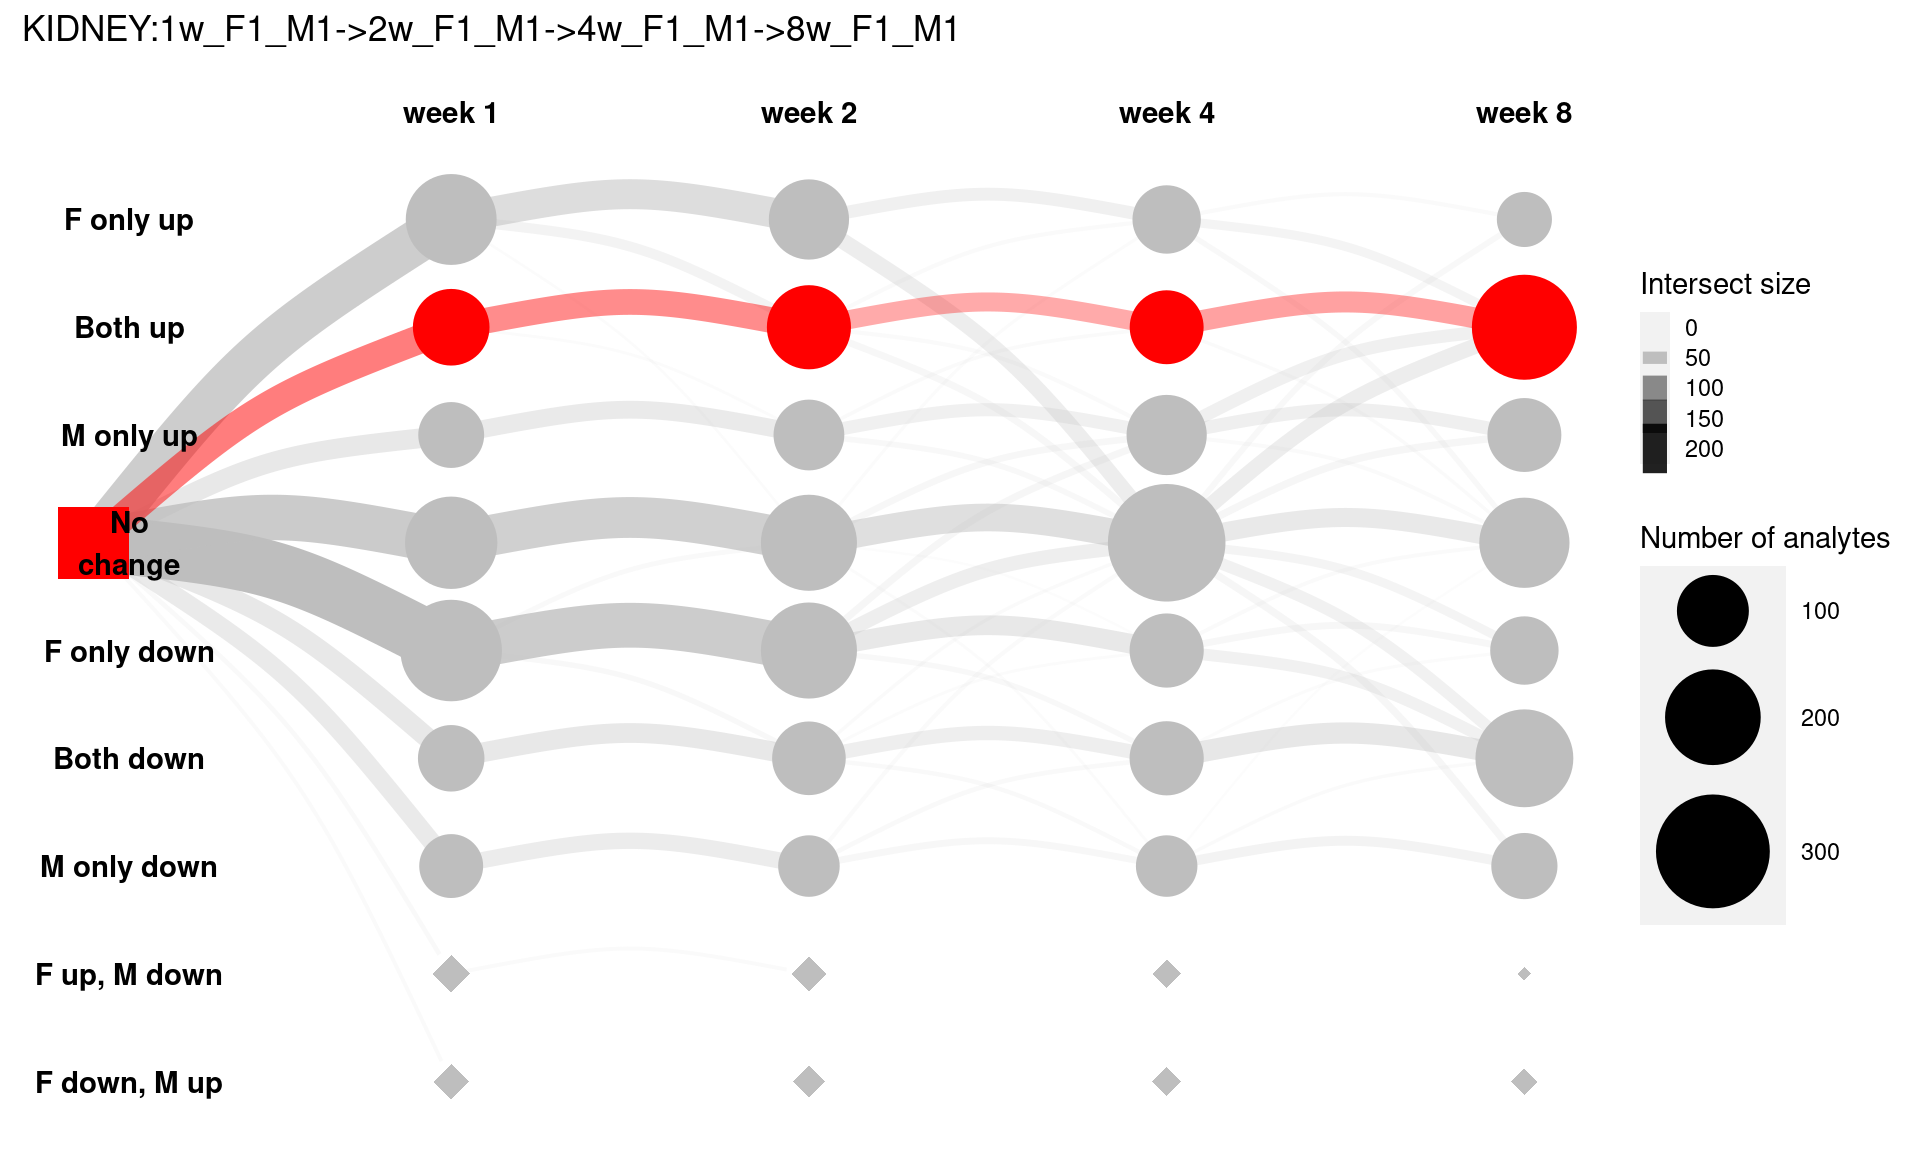 KIDNEY:1w_F1_M1->2w_F1_M1->4w_F1_M1->8w_F1_M1
week 1
week 2
week 4
week 8
F only up
Both up
M only up
No
change
F only down
Both down
M only down
F up, M down
F down, M up
Intersect size
0
50
100
150
200
Number of analytes
100
200
300